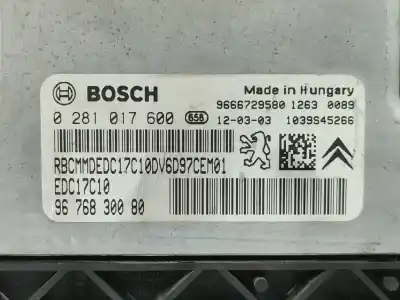 BOSCH
Made in Hungary
9666729580 1263 0089
0 281 017 600 658 12-03-03 1039S45266
RBCMMDEDC17C10DV6D97CEM01
EDC17C10
96 768 300 80